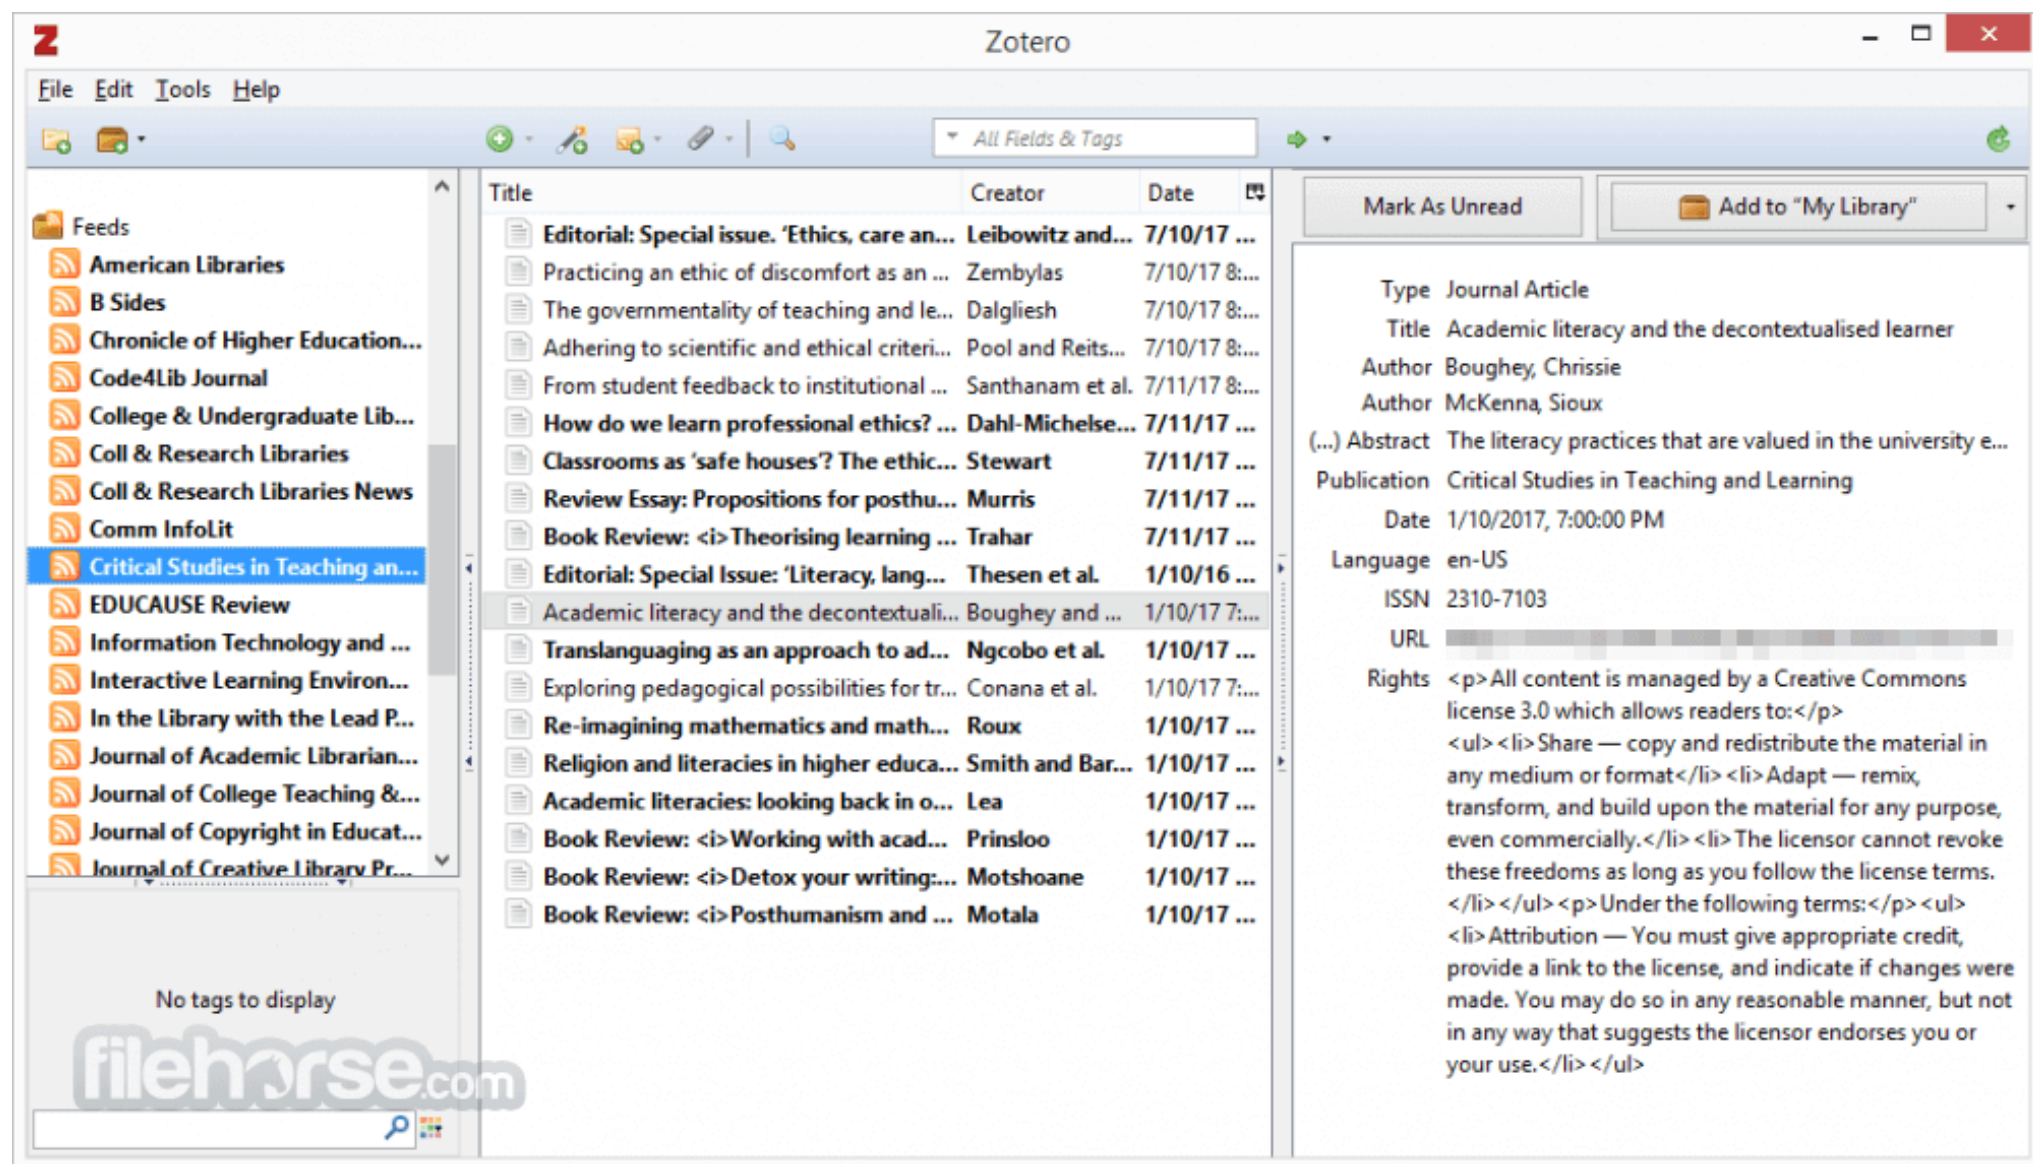 Z
Zotero
File Edit Tools Help
All Fields & Tags
Feeds
American Libraries
B Sides
Chronicle of Higher Education...
Code4Lib Journal
College & Undergraduate Lib...
Coll & Research Libraries
Coll & Research Libraries News
Comm InfoLit
Critical Studies in Teaching an...
EDUCAUSE Review
Information Technology and ...
Interactive Learning Environ...
In the Library with the Lead P...
Journal of Academic Librarian...
Journal of College Teaching &...
Journal of Copyright in Educat...
Journal of Creative Library Pr...
No tags to display
filehorse.com
Title Creator Date
Editorial: Special issue. ‘Ethics, care an... Leibowitz and... 7/10/17 ...
Practicing an ethic of discomfort as an ... Zembylas 7/10/17 8:...
The governmentality of teaching and le... Dalgliesh 7/10/17 8:...
Adhering to scientific and ethical criteri... Pool and Reits... 7/10/17 8:...
From student feedback to institutional ... Santhanam et al. 7/11/17 8:...
How do we learn professional ethics? ... Dahl-Michelse... 7/11/17 ...
Classrooms as ‘safe houses’? The ethic... Stewart 7/11/17 ...
Review Essay: Propositions for posthu... Murris 7/11/17 ...
Book Review: <i>Theorising learning ... Trahar 7/11/17 ...
Editorial: Special Issue: ‘Literacy, lang... Thesen et al. 1/10/16 ...
Academic literacy and the decontextuali... Boughey and ... 1/10/17 7:...
Translanguaging as an approach to ad... Ngcobo et al. 1/10/17 ...
Exploring pedagogical possibilities for tr... Conana et al. 1/10/17 7:...
Re-imagining mathematics and math... Roux 1/10/17 ...
Religion and literacies in higher educa... Smith and Bar... 1/10/17 ...
Academic literacies: looking back in o... Lea 1/10/17 ...
Book Review: <i>Working with acad... Prinsloo 1/10/17 ...
Book Review: <i>Detox your writing:... Motshoane 1/10/17 ...
Book Review: <i>Posthumanism and ... Motala 1/10/17 ...
Mark As Unread Add to “My Library”
Type Journal Article
Title Academic literacy and the decontextualised learner
Author Boughey, Chrissie
Author McKenna, Sioux
(...) Abstract The literacy practices that are valued in the university e...
Publication Critical Studies in Teaching and Learning
Date 1/10/2017, 7:00:00 PM
Language en-US
ISSN 2310-7103
URL
Rights <p>All content is managed by a Creative Commons
license 3.0 which allows readers to:</p>
<ul><li>Share — copy and redistribute the material in
any medium or format</li><li>Adapt — remix,
transform, and build upon the material for any purpose,
even commercially.</li><li>The licensor cannot revoke
these freedoms as long as you follow the license terms.
</li></ul><p>Under the following terms:</p><ul>
<li>Attribution — You must give appropriate credit,
provide a link to the license, and indicate if changes were
made. You may do so in any reasonable manner, but not
in any way that suggests the licensor endorses you or
your use.</li></ul>